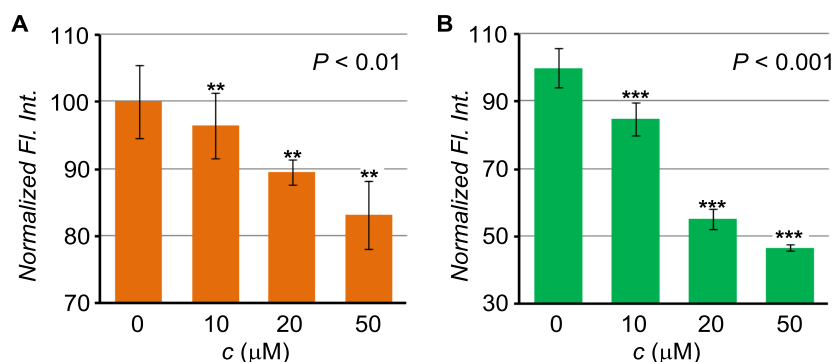 A
Normalized Fl. Int.
110
100
90
80
70
P < 0.01
**
**
**
0 10 20 50
c (μM)
B
Normalized Fl. Int.
110
90
70
50
30
P < 0.001
***
***
***
0 10 20 50
c (μM)